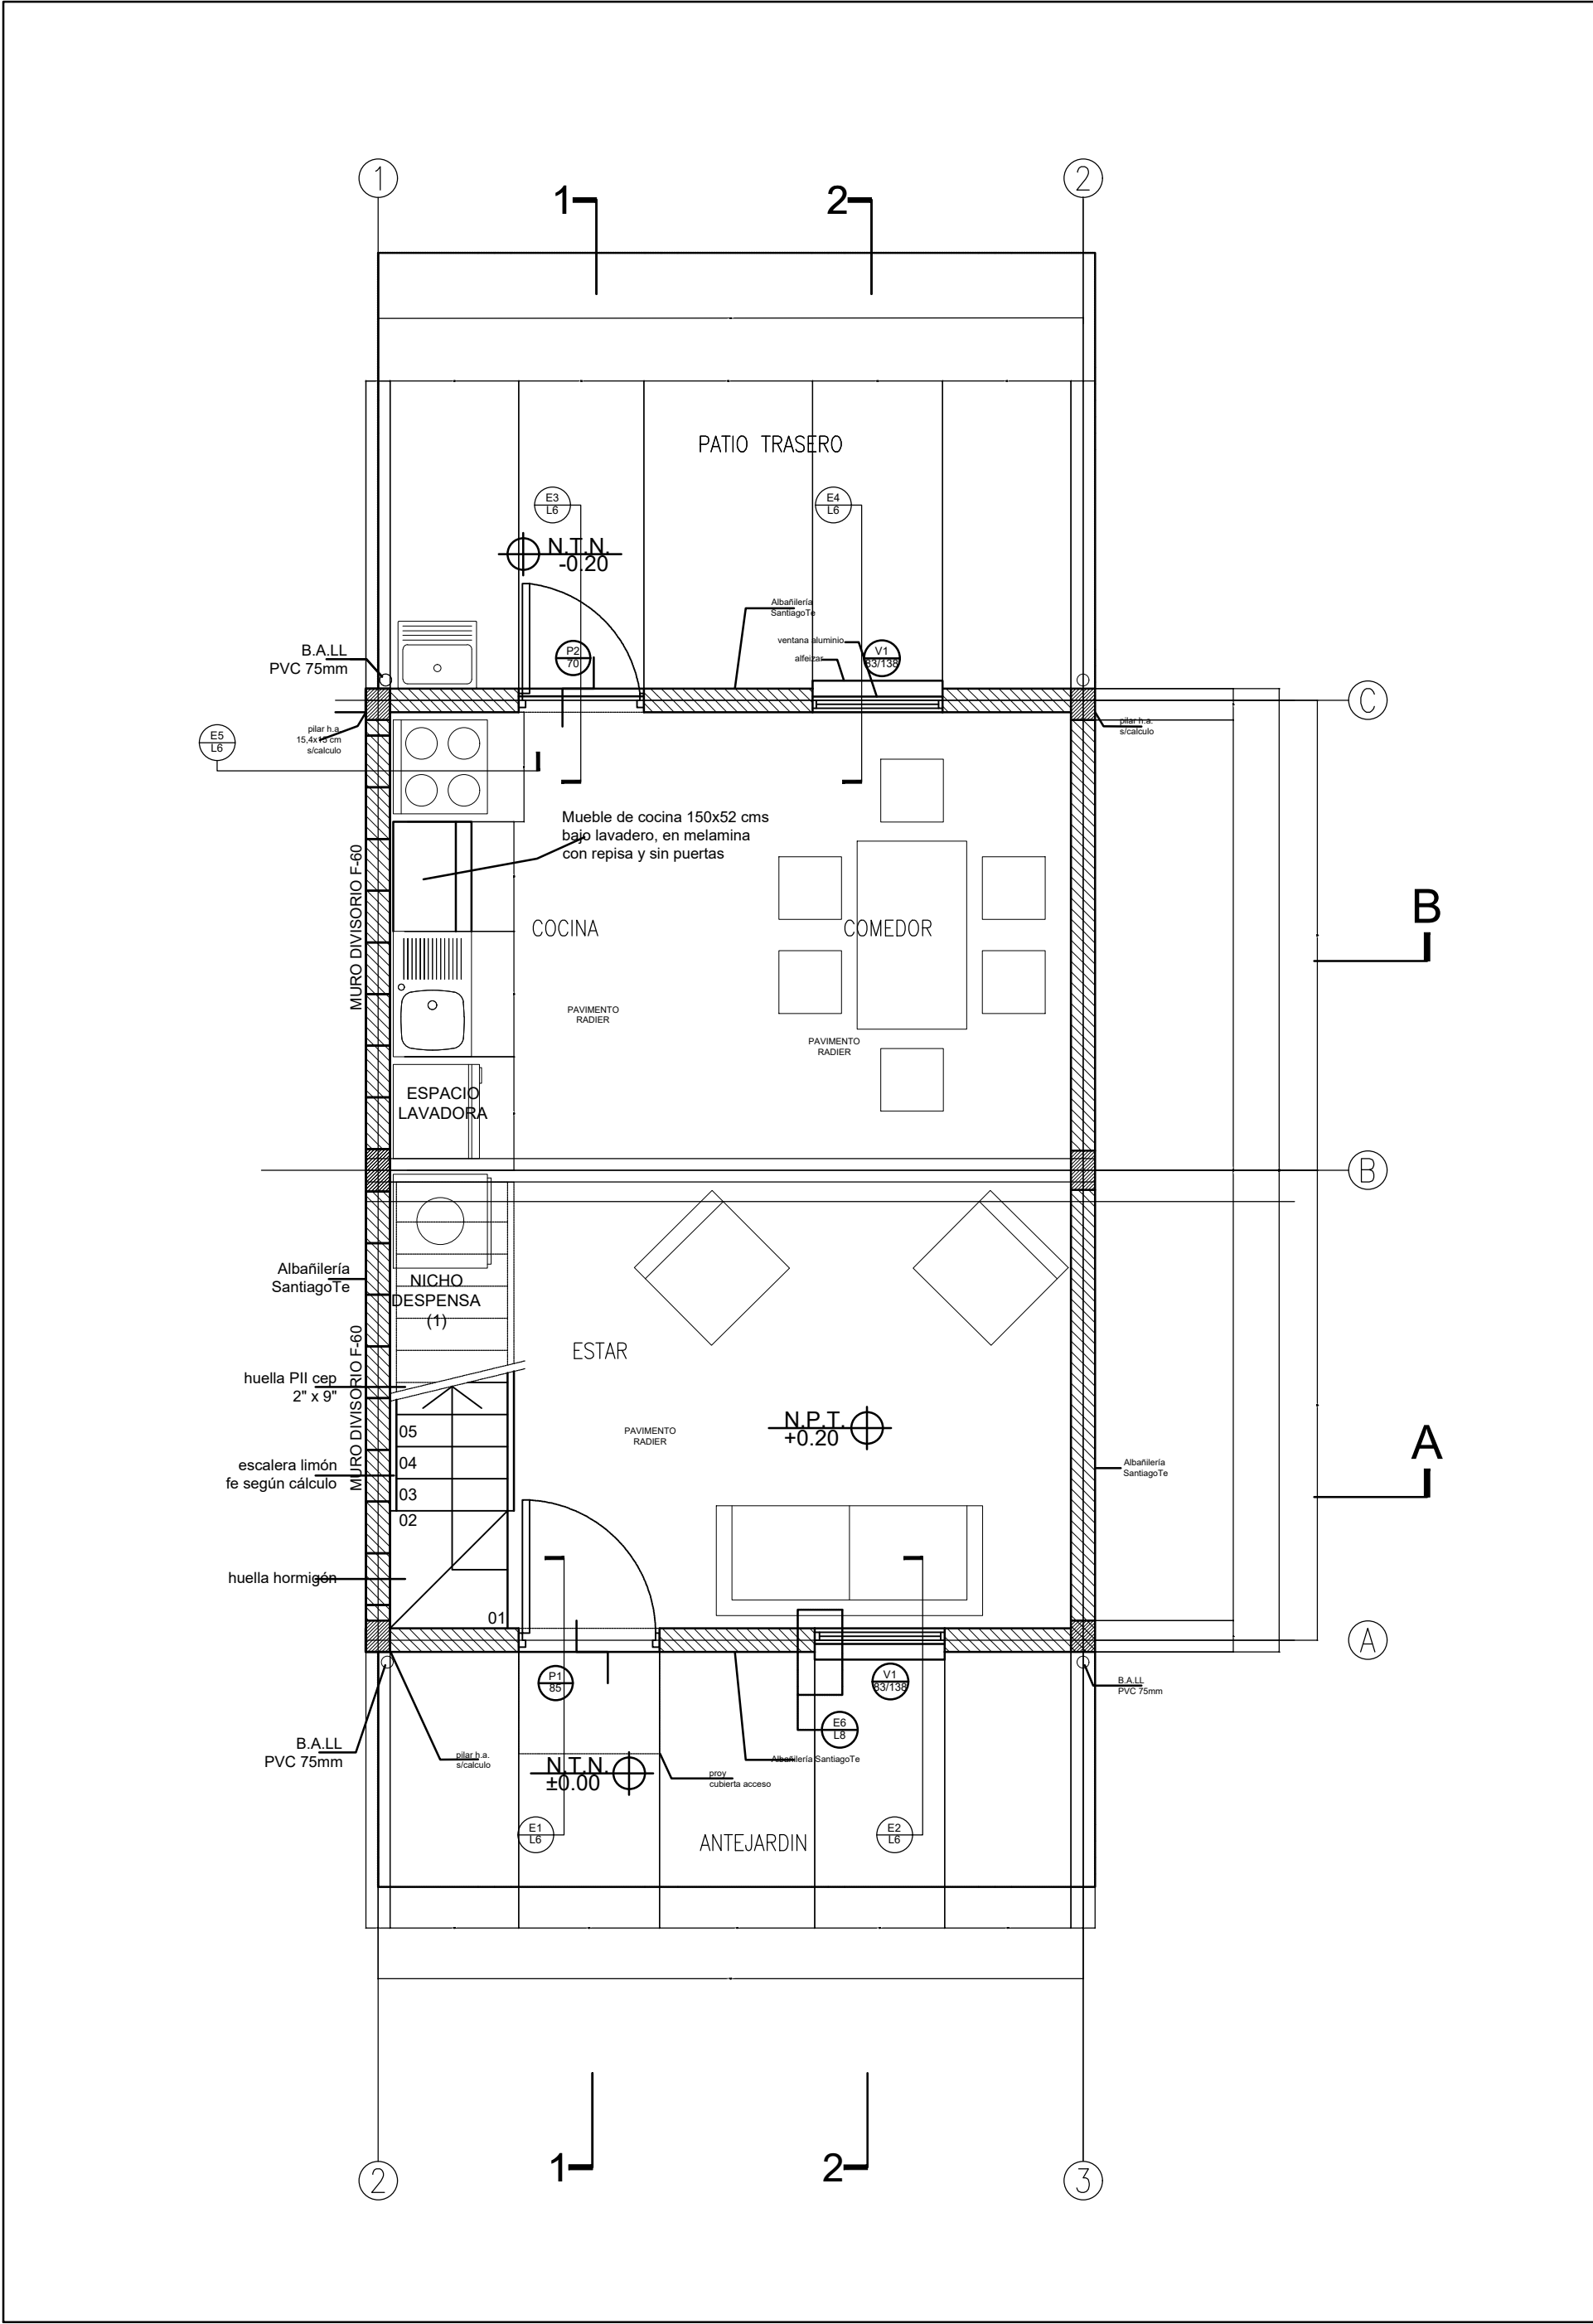 1
2
1
2
PATIO TRASERO
E3
L6
E4
L6
N.T.N.
-0.20
Albañilería
SantiagoTe
ventana aluminio
alfeizar
P2
70
V1
83/138
B.A.LL
PVC 75mm
C
pilar h.a.
15,4x15 cm
s/calculo
pilar h.a.
s/calculo
E5
L6
Mueble de cocina 150x52 cms
bajo lavadero, en melamina
con repisa y sin puertas
MURO DIVISORIO F-60
COCINA
COMEDOR
B
PAVIMENTO
RADIER
PAVIMENTO
RADIER
ESPACIO
LAVADORA
B
Albañilería
SantiagoTe
NICHO
DESPENSA
(1)
ESTAR
MURO DIVISORIO F-60
huella PII cep
2" x 9"
PAVIMENTO
RADIER
N.P.T.
+0.20
A
05
04
03
02
01
escalera limón
fe según cálculo
Albañilería
SantiagoTe
huella hormigón
A
P1
85
V1
83/138
B.A.LL
PVC 75mm
E6
L8
B.A.LL
PVC 75mm
pilar h.a.
s/calculo
N.T.N.
±0.00
Albañilería SantiagoTe
proy
cubierta acceso
E1
L6
ANTEJARDIN
E2
L6
1
2
2
3